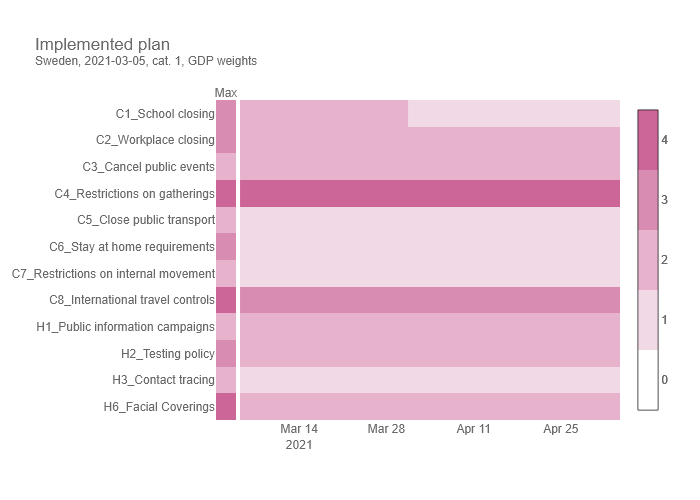 Implemented plan
Sweden, 2021-03-05, cat. 1, GDP weights
Max
C1_School closing
C2_Workplace closing
C3_Cancel public events
C4_Restrictions on gatherings
C5_Close public transport
C6_Stay at home requirements
C7_Restrictions on internal movement
C8_International travel controls
H1_Public information campaigns
H2_Testing policy
H3_Contact tracing
H6_Facial Coverings
Mar 14 Mar 28 Apr 11 Apr 25
2021
4
3
2
1
0